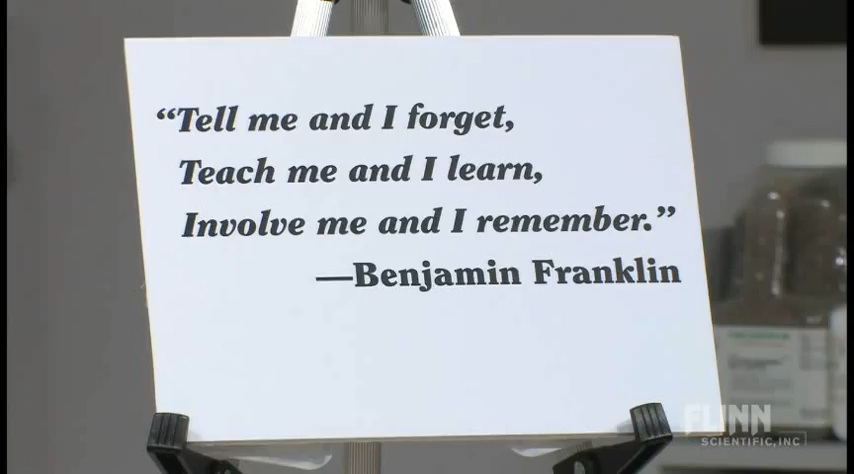 “Tell me and I forget,
Teach me and I learn,
Involve me and I remember.”
—Benjamin Franklin
FLINN
SCIENTIFIC, INC